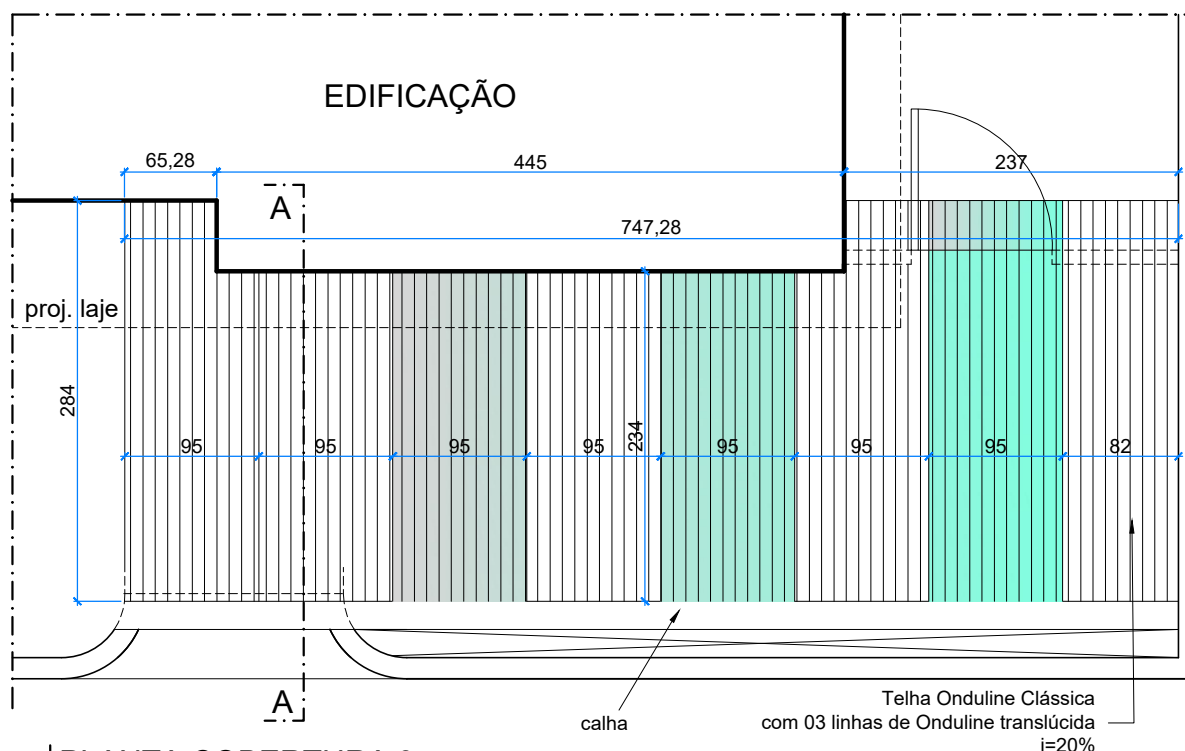 EDIFICAÇÃO
65,28
445
237
A
747,28
proj. laje
284
234
95
95
95
95
95
95
95
82
A
calha
Telha Onduline Clássica
com 03 linhas de Onduline translúcida
i=20%